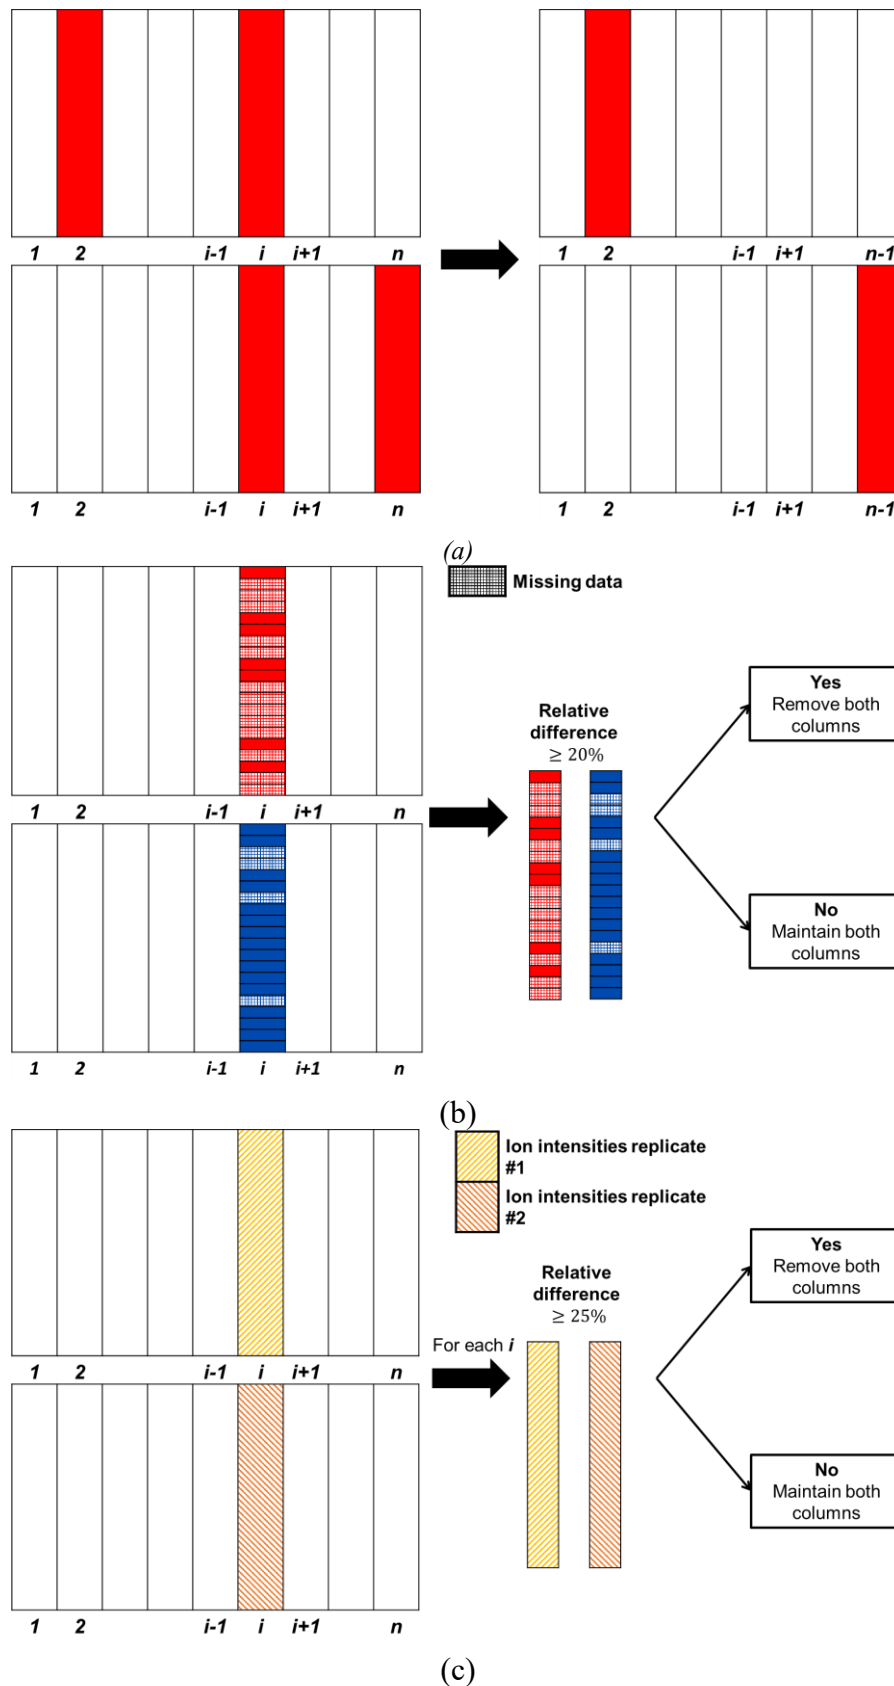 1 2 i-1 i i+1 n
1 2 i-1 i+1 n-1
1 2 i-1 i i+1 n
1 2 i-1 i+1 n-1
(a)
Missing data
Relative
difference
≥ 20%
Yes
Remove both
columns
1 2 i-1 i i+1 n
No
Maintain both
columns
1 2 i-1 i i+1 n
(b)
Ion intensities replicate
#1
Ion intensities replicate
#2
Relative
difference
≥ 25%
Yes
Remove both
columns
For each i
1 2 i-1 i i+1 n
No
Maintain both
columns
1 2 i-1 i i+1 n
(c)